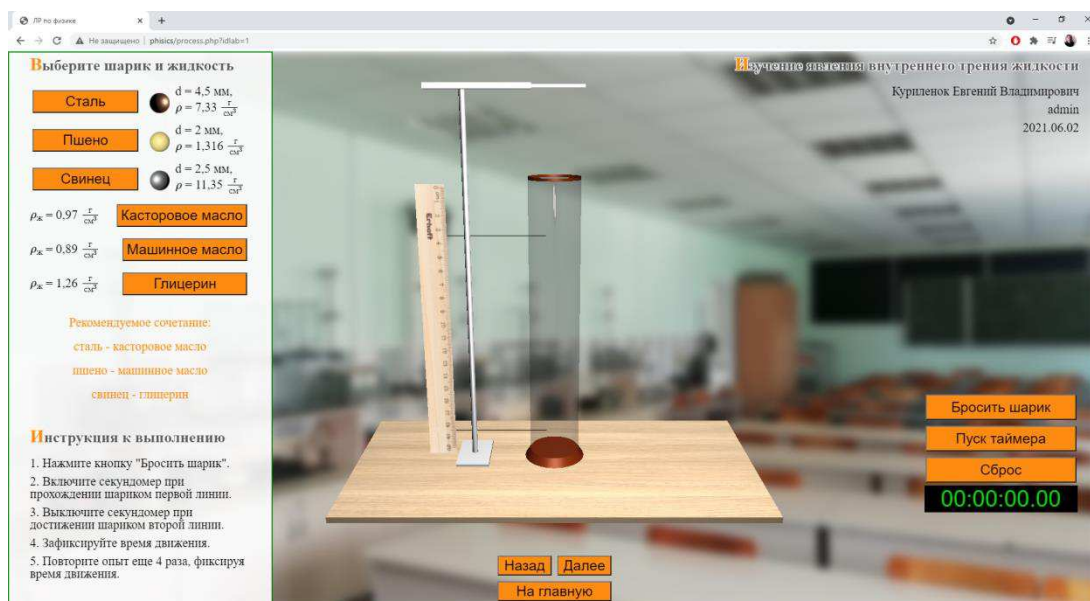 ЛР по физике
Не защищено | phisics/process.php?idlab=1
Выберите шарик и жидкость
Сталь
d = 4,5 мм,
ρ = 7,33 г/см³
Пшено
d = 2 мм,
ρ = 1,316 г/см³
Свинец
d = 2,5 мм,
ρ = 11,35 г/см³
ρж = 0,97 г/см³ Касторовое масло
ρж = 0,89 г/см³ Машинное масло
ρж = 1,26 г/см³ Глицерин
Рекомендуемое сочетание:
сталь - касторовое масло
пшено - машинное масло
свинец - глицерин
Инструкция к выполнению
1. Нажмите кнопку "Бросить шарик".
2. Включите секундомер при
прохождении шариком первой линии.
3. Выключите секундомер при
достижении шариком второй линии.
4. Зафиксируйте время движения.
5. Повторите опыт еще 4 раза, фиксируя
время движения.
Изучение явления внутреннего трения жидкости
Куриленок Евгений Владимирович
admin
2021.06.02
Erhaft
Бросить шарик
Пуск таймера
Сброс
00:00:00.00
Назад Далее
На главную